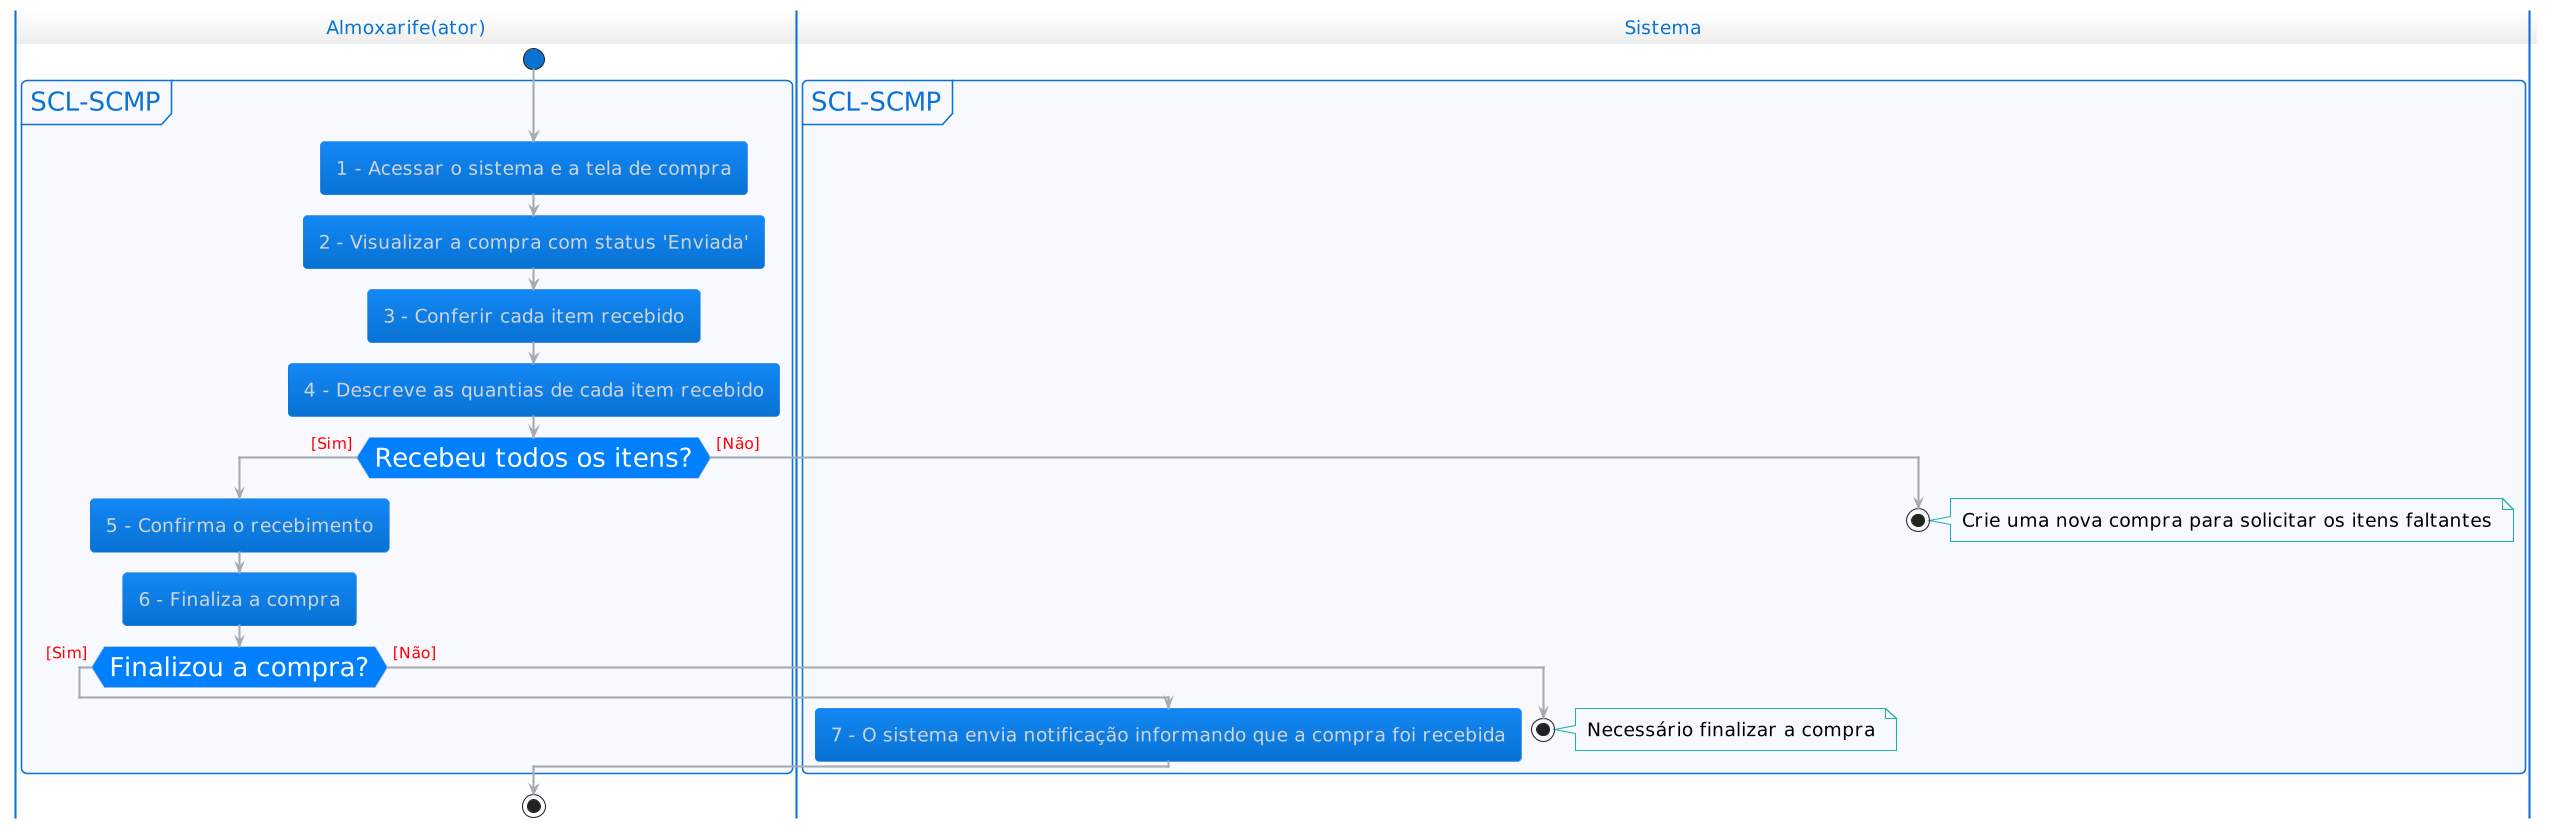 Almoxarife(ator)
Sistema
SCL-SCMP
SCL-SCMP
1 - Acessar o sistema e a tela de compra
2 - Visualizar a compra com status 'Enviada'
3 - Conferir cada item recebido
4 - Descreve as quantias de cada item recebido
[Sim]
Recebeu todos os itens?
[Não]
5 - Confirma o recebimento
Crie uma nova compra para solicitar os itens faltantes
6 - Finaliza a compra
[Sim]
Finalizou a compra?
[Não]
7 - O sistema envia notificação informando que a compra foi recebida
Necessário finalizar a compra